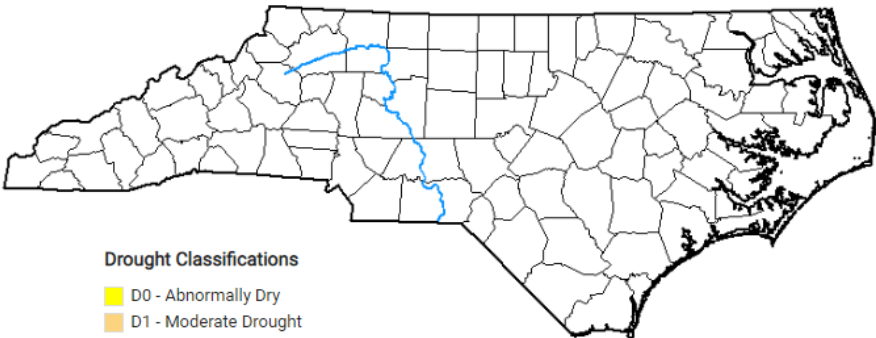 Drought Classifications
D0 - Abnormally Dry
D1 - Moderate Drought